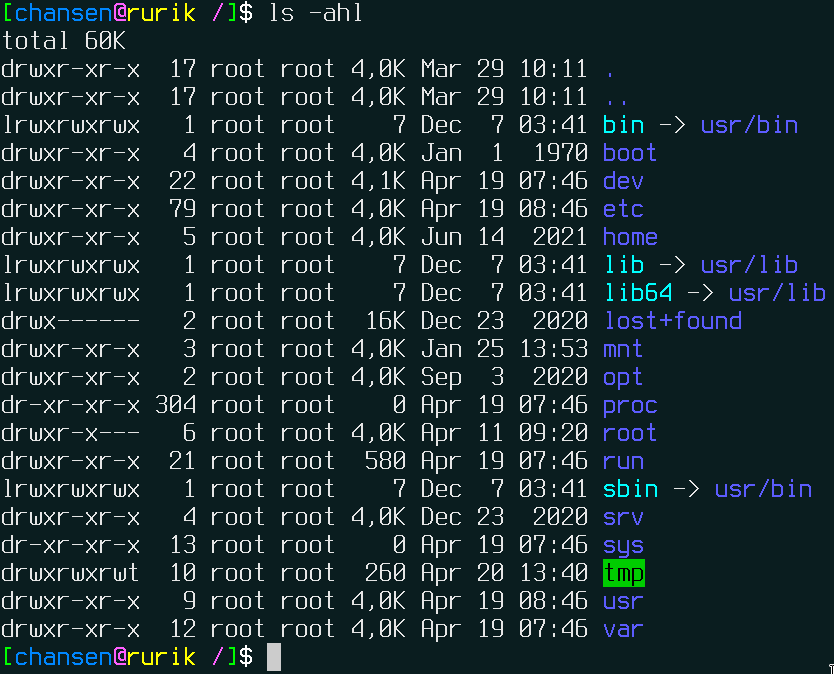 [chansen@rurik /]$ ls -ahl
total 60K
drwxr-xr-x  17 root root 4,0K Mar 29 10:11 .
drwxr-xr-x  17 root root 4,0K Mar 29 10:11 ..
lrwxrwxrwx   1 root root    7 Dec  7 03:41 bin -> usr/bin
drwxr-xr-x   4 root root 4,0K Jan  1  1970 boot
drwxr-xr-x  22 root root 4,1K Apr 19 07:46 dev
drwxr-xr-x  79 root root 4,0K Apr 19 08:46 etc
drwxr-xr-x   5 root root 4,0K Jun 14  2021 home
lrwxrwxrwx   1 root root    7 Dec  7 03:41 lib -> usr/lib
lrwxrwxrwx   1 root root    7 Dec  7 03:41 lib64 -> usr/lib
drwx------   2 root root  16K Dec 23  2020 lost+found
drwxr-xr-x   3 root root 4,0K Jan 25 13:53 mnt
drwxr-xr-x   2 root root 4,0K Sep  3  2020 opt
dr-xr-xr-x 304 root root    0 Apr 19 07:46 proc
drwxr-x---   6 root root 4,0K Apr 11 09:20 root
drwxr-xr-x  21 root root  580 Apr 19 07:46 run
lrwxrwxrwx   1 root root    7 Dec  7 03:41 sbin -> usr/bin
drwxr-xr-x   4 root root 4,0K Dec 23  2020 srv
dr-xr-xr-x  13 root root    0 Apr 19 07:46 sys
drwxrwxrwt  10 root root  260 Apr 20 13:40 tmp
drwxr-xr-x   9 root root 4,0K Apr 19 08:46 usr
drwxr-xr-x  12 root root 4,0K Apr 19 07:46 var
[chansen@rurik /]$